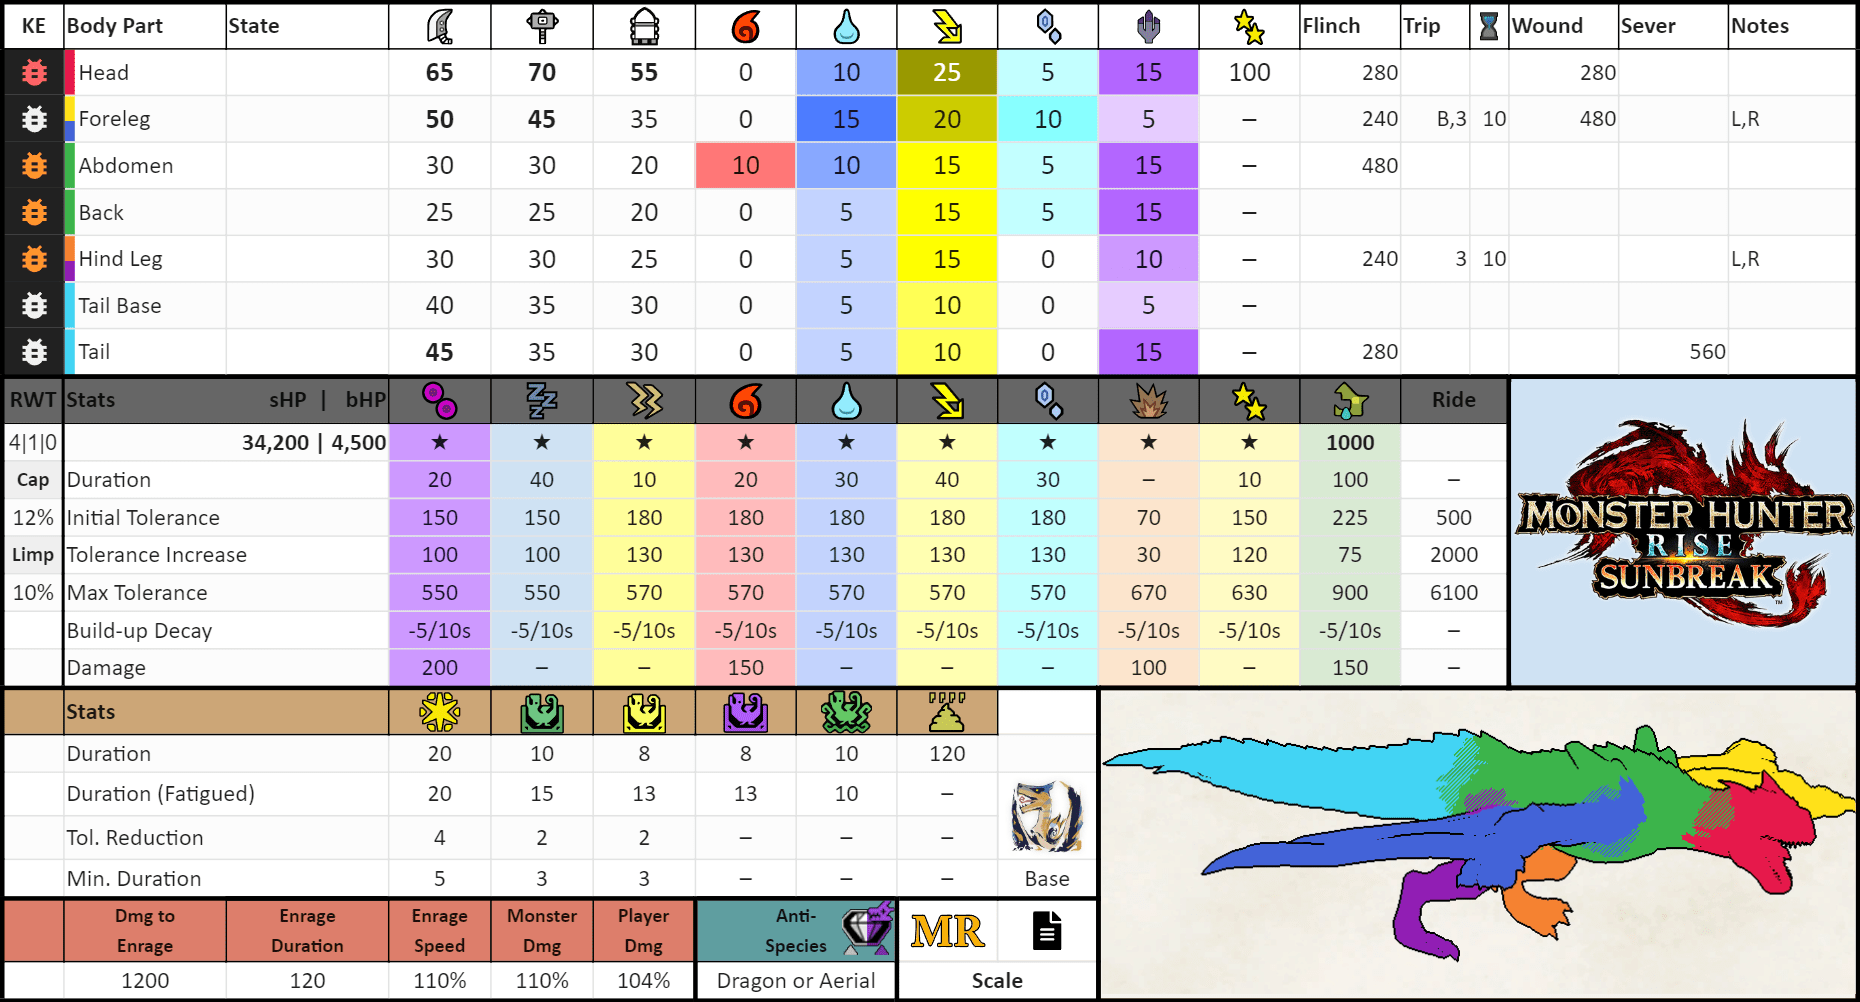 KE Body Part State Flinch Trip Wound Sever Notes
Head 65 70 55 0 10 25 5 15 100 280 280
Foreleg 50 45 35 0 15 20 10 5 – 240 B,3 10 480 L,R
Abdomen 30 30 20 10 10 15 5 15 – 480
Back 25 25 20 0 5 15 5 15 –
Hind Leg 30 30 25 0 5 15 0 10 – 240 3 10 L,R
Tail Base 40 35 30 0 5 10 0 5 –
Tail 45 35 30 0 5 10 0 15 – 280 560
RWT Stats sHP | bHP Ride
4|1|0 34,200 | 4,500 ★ ★ ★ ★ ★ ★ ★ ★ ★ 1000
Cap Duration 20 40 10 20 30 40 30 – 10 100 –
12% Initial Tolerance 150 150 180 180 180 180 180 70 150 225 500
Limp Tolerance Increase 100 100 130 130 130 130 130 30 120 75 2000
10% Max Tolerance 550 550 570 570 570 570 570 670 630 900 6100
Build-up Decay -5/10s -5/10s -5/10s -5/10s -5/10s -5/10s -5/10s -5/10s -5/10s -5/10s –
Damage 200 – – 150 – – – 100 – 150 –
MONSTER HUNTER
RISE
SUNBREAK
TM
Stats
Duration 20 10 8 8 10 120
Duration (Fatigued) 20 15 13 13 10 –
Tol. Reduction 4 2 2 – – –
Min. Duration 5 3 3 – – – Base
Dmg to Enrage Enrage Duration Enrage Speed Monster Dmg Player Dmg Anti-Species MR
1200 120 110% 110% 104% Dragon or Aerial Scale